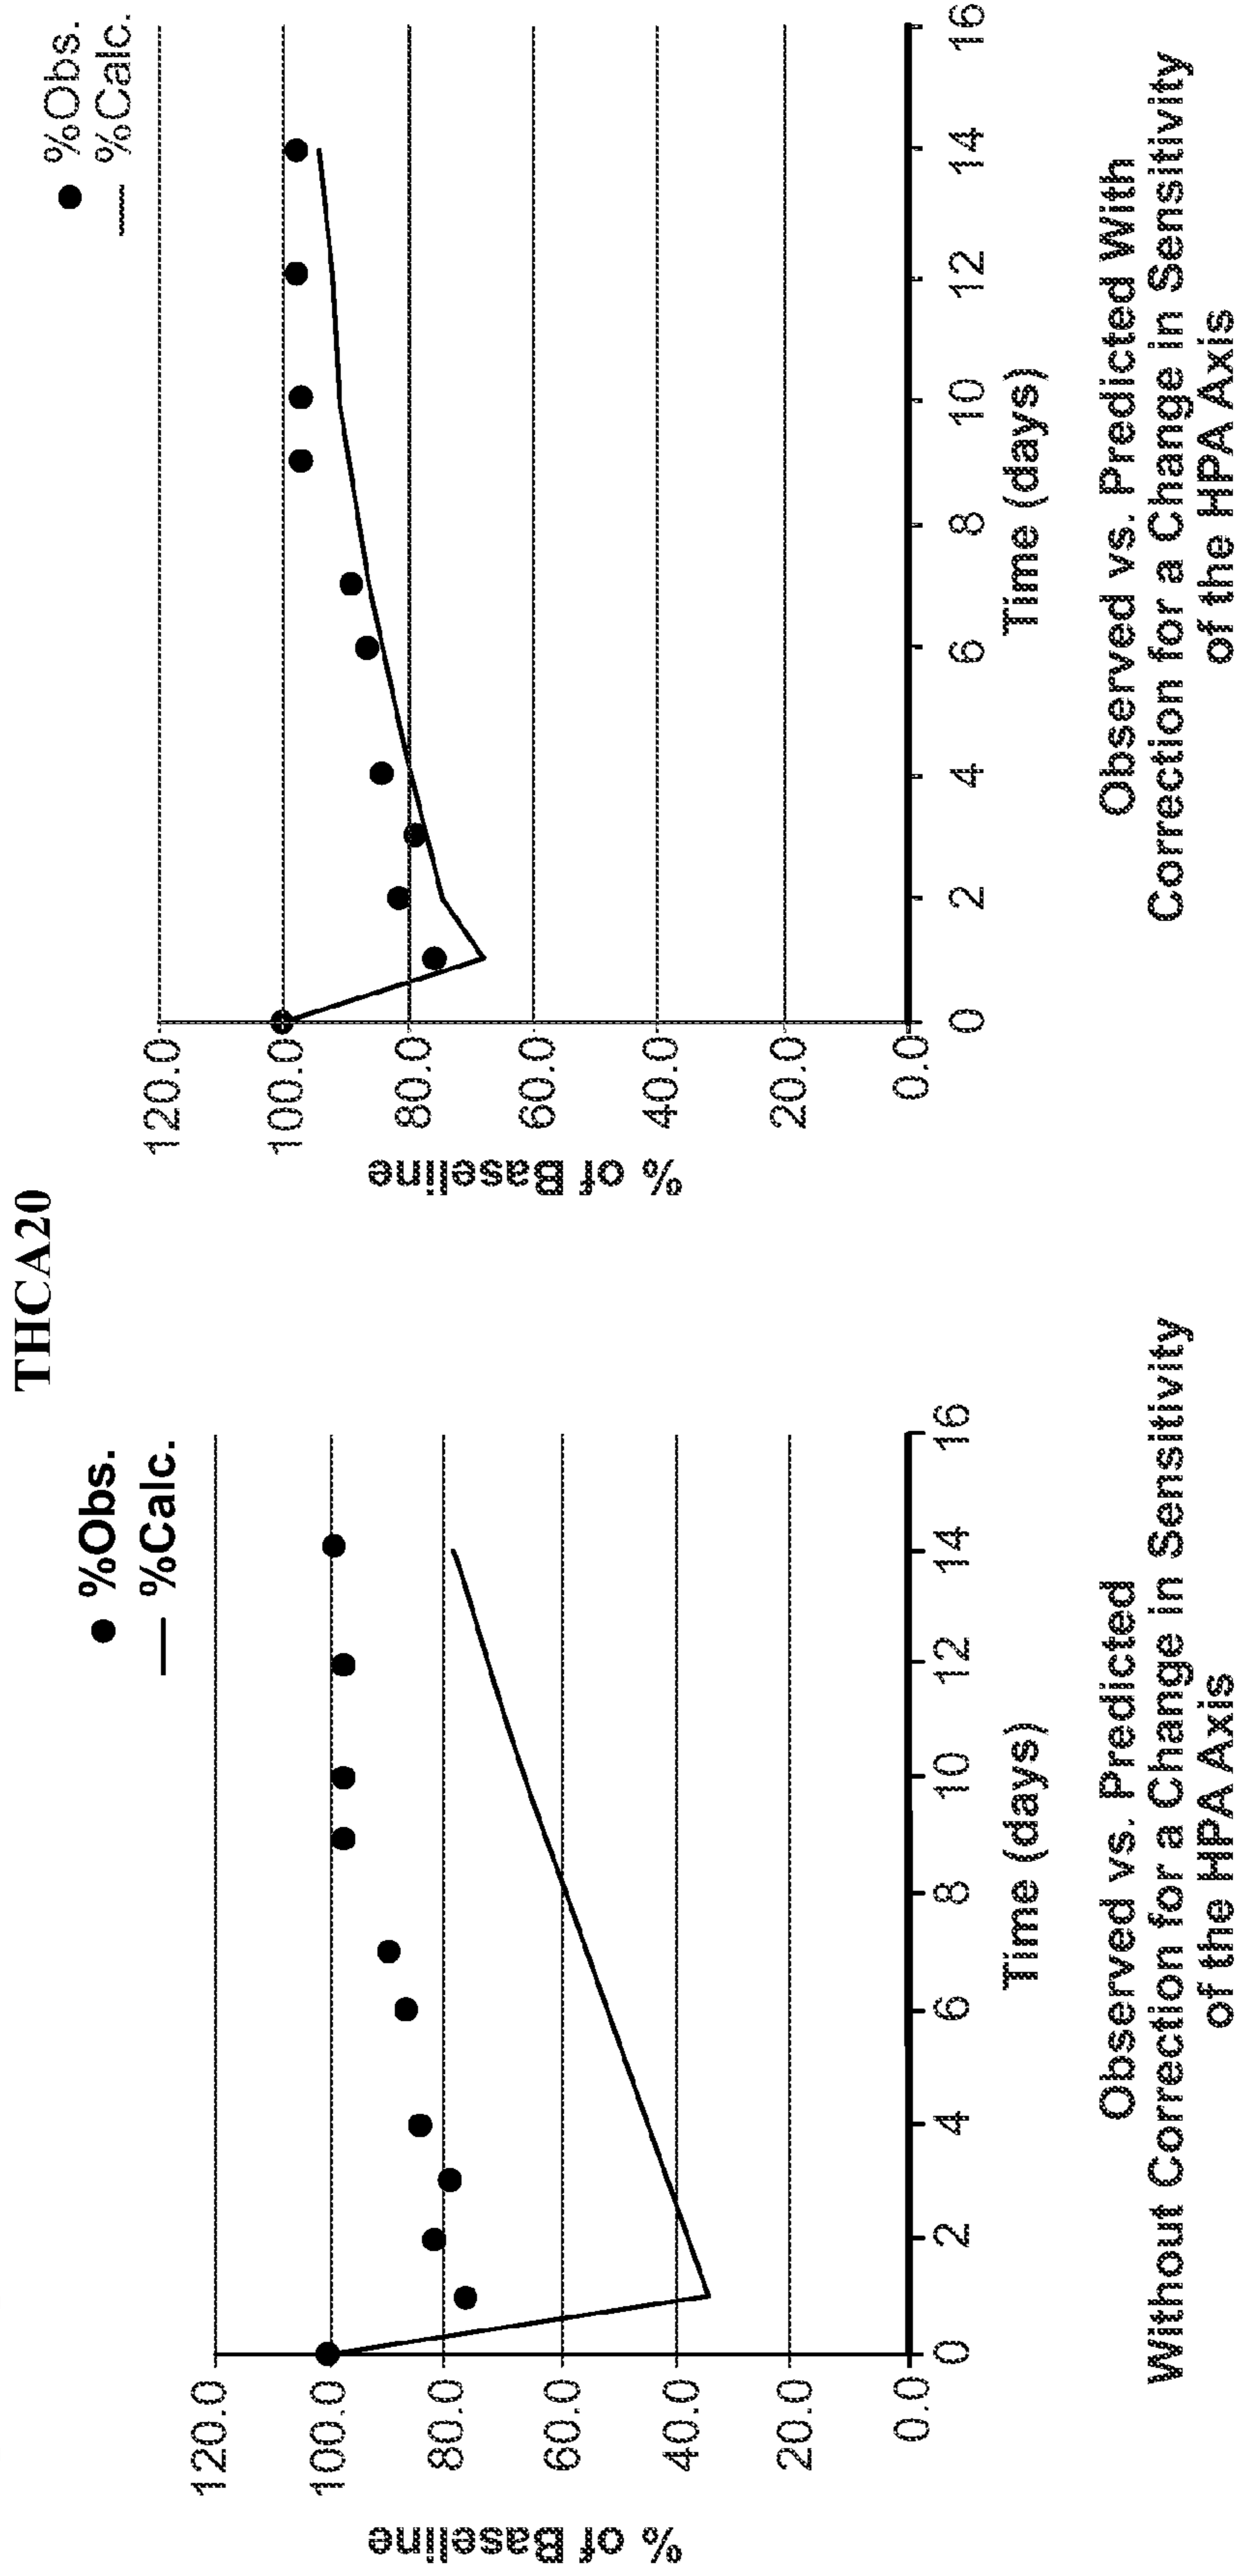 THCA20
%Obs.
%Calc.
120.0
100.0
80.0
60.0
40.0
20.0
0.0
% of Baseline
0 2 4 6 8 10 12 14 16
Time (days)
Observed vs. Predicted
Without Correction for a Change in Sensitivity
of the HPA Axis
%Obs.
%Calc.
120.0
100.0
80.0
60.0
40.0
20.0
0.0
% of Baseline
0 2 4 6 8 10 12 14 16
Time (days)
Observed vs. Predicted With
Correction for a Change in Sensitivity
of the HPA Axis